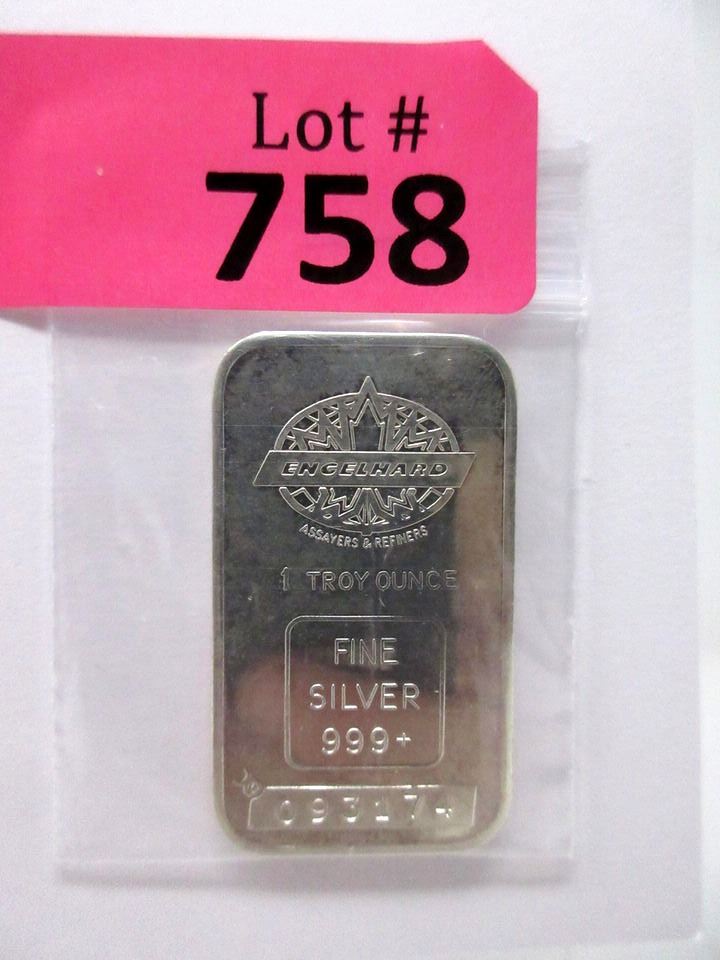 Lot #
758
ENGELHARD
ASSAYERS & REFINERS
1 TROY OUNCE
FINE
SILVER
999+
093174